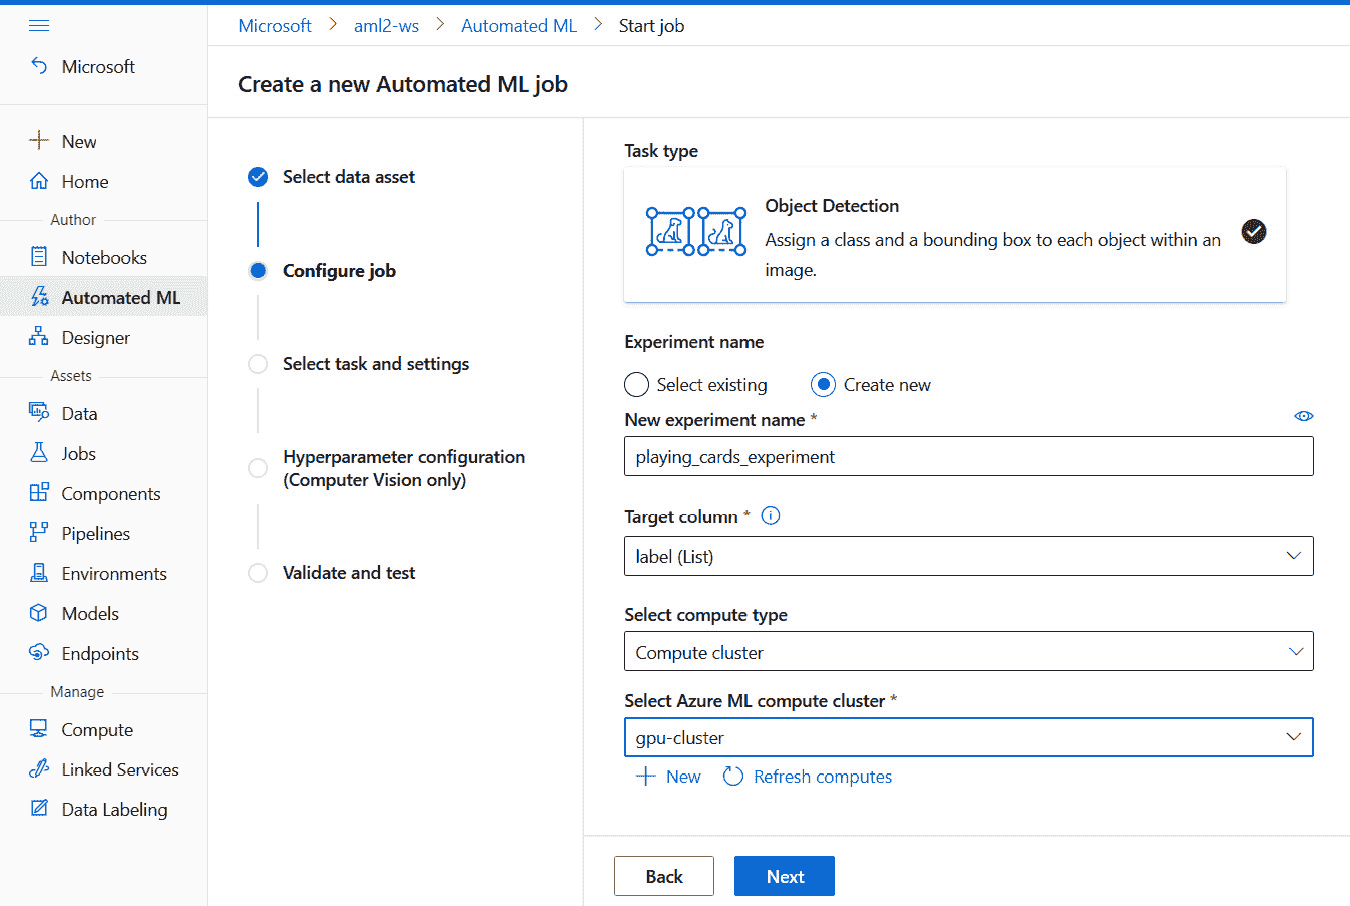 Microsoft > aml2-ws > Automated ML > Start job
Microsoft
Create a new Automated ML job
New
Home
Author
Notebooks
Automated ML
Designer
Assets
Data
Jobs
Components
Pipelines
Environments
Models
Endpoints
Manage
Compute
Linked Services
Data Labeling
Select data asset
Configure job
Select task and settings
Hyperparameter configuration
(Computer Vision only)
Validate and test
Task type
Object Detection
Assign a class and a bounding box to each object within an
image.
Experiment name
Select existing
Create new
New experiment name *
playing_cards_experiment
Target column *
label (List)
Select compute type
Compute cluster
Select Azure ML compute cluster *
gpu-cluster
New
Refresh computes
Back
Next